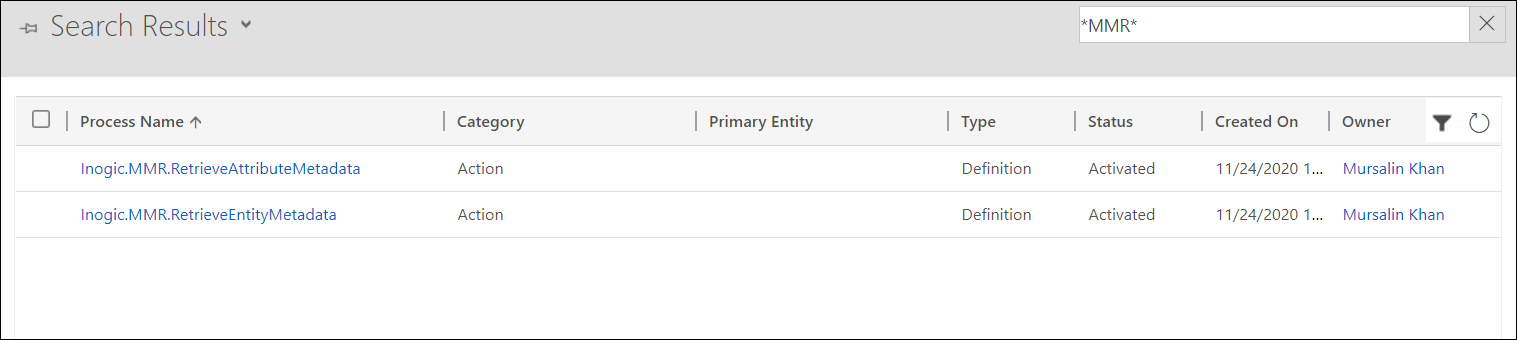 Search Results
*MMR*
Process Name Category Primary Entity Type Status Created On Owner
Inogic.MMR.RetrieveAttributeMetadata Action Definition Activated 11/24/2020 1... Mursalin Khan
Inogic.MMR.RetrieveEntityMetadata Action Definition Activated 11/24/2020 1... Mursalin Khan